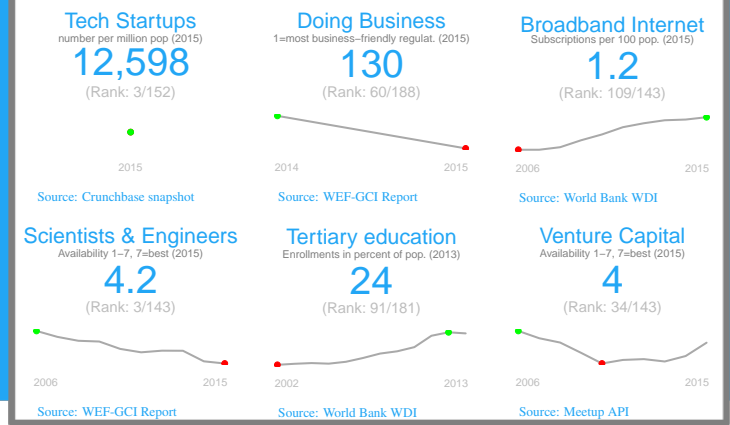 Tech Startups
number per million pop (2015)
12,598
(Rank: 3/152)
2015
Source: Crunchbase snapshot
Doing Business
1=most business−friendly regulat. (2015)
130
(Rank: 60/188)
2014 2015
Source: WEF-GCI Report
Broadband Internet
Subscriptions per 100 pop. (2015)
1.2
(Rank: 109/143)
2006 2015
Source: World Bank WDI
Scientists & Engineers
Availability 1−7, 7=best (2015)
4.2
(Rank: 3/143)
2006 2015
Source: WEF-GCI Report
Tertiary education
Enrollments in percent of pop. (2013)
24
(Rank: 91/181)
2002 2013
Source: World Bank WDI
Venture Capital
Availability 1−7, 7=best (2015)
4
(Rank: 34/143)
2006 2015
Source: Meetup API